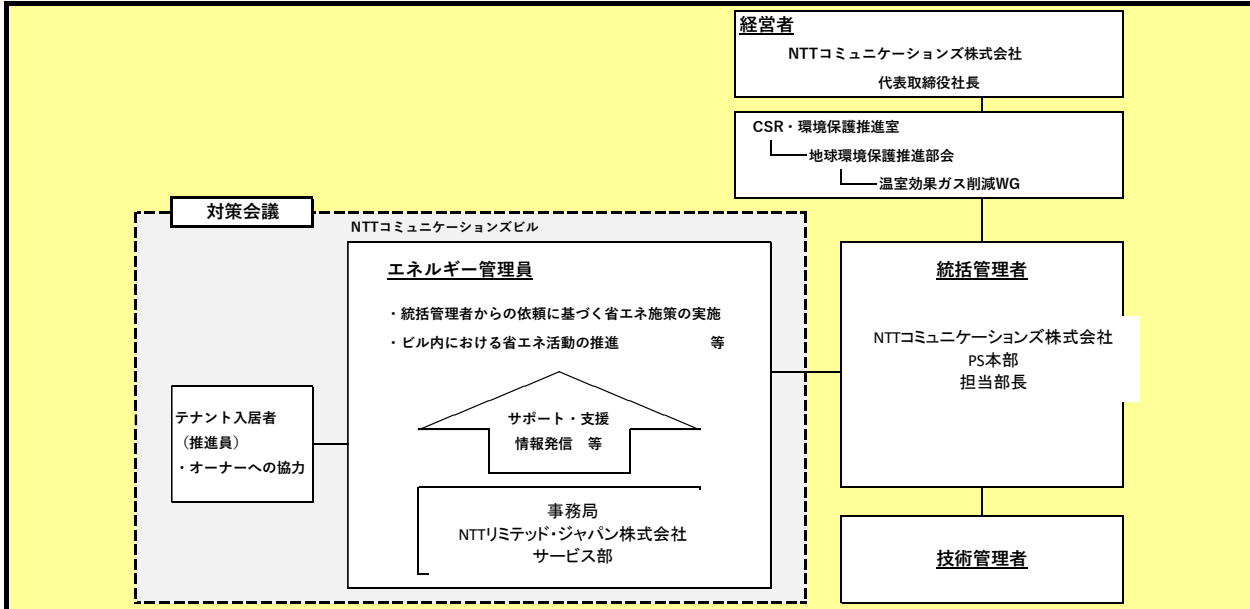 経営者
NTTコミュニケーションズ株式会社
代表取締役社長
CSR・環境保護推進室
地球環境保護推進部会
温室効果ガス削減WG
対策会議
NTTコミュニケーションズビル
エネルギー管理員
・統括管理者からの依頼に基づく省エネ施策の実施
・ビル内における省エネ活動の推進　等
サポート・支援
情報発信　等
事務局
NTTリミテッド・ジャパン株式会社
サービス部
テナント入居者
（推進員）
・オーナーへの協力
統括管理者
NTTコミュニケーションズ株式会社
PS本部
担当部長
技術管理者